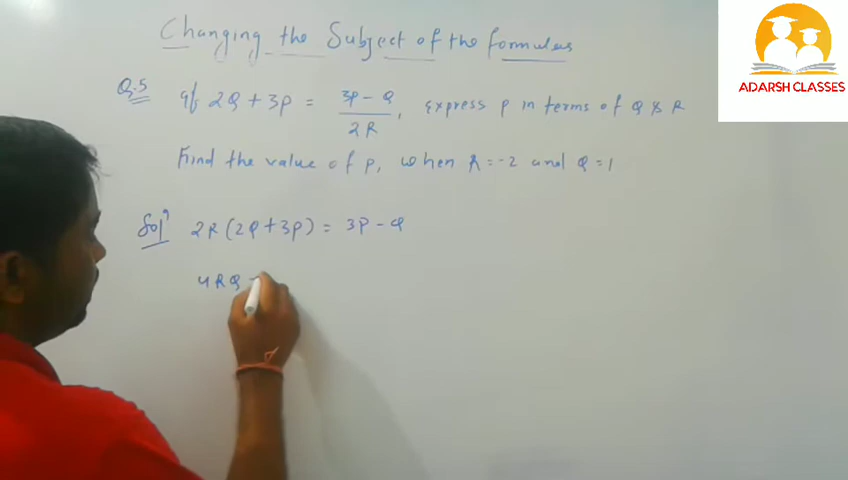 Changing the Subject of the formulas
ADARSH CLASSES
Q.5 If 2Q + 3P = (3P - Q)/2R, express P in terms of Q & R
Find the value of P, when R = -2 and Q = 1
Solⁿ 2R(2Q + 3P) = 3P - Q
4RQ